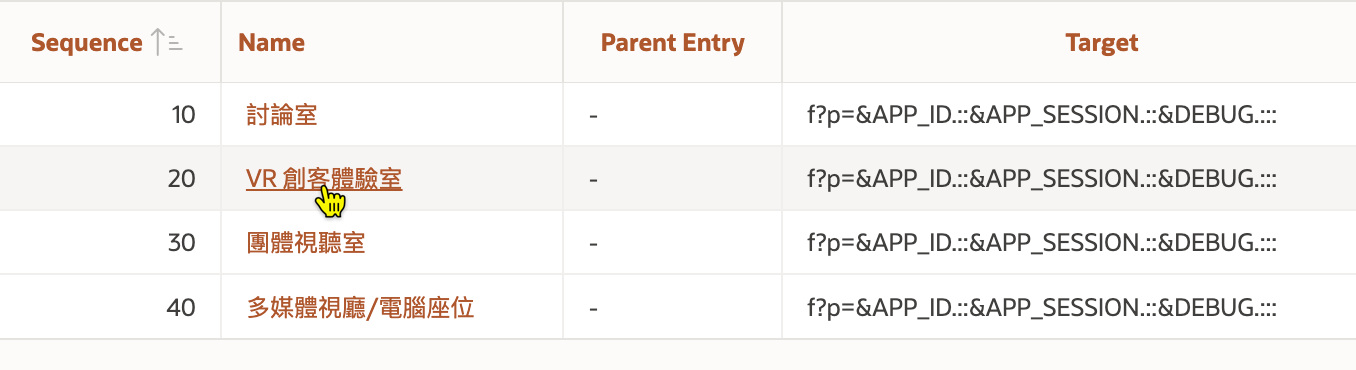 Sequence Name Parent Entry Target
10 討論室 - f?p=&APP_ID.::&APP_SESSION.::&DEBUG.:::
20 VR 創客體驗室 - f?p=&APP_ID.::&APP_SESSION.::&DEBUG.:::
30 團體視聽室 - f?p=&APP_ID.::&APP_SESSION.::&DEBUG.:::
40 多媒體視廳/電腦座位 - f?p=&APP_ID.::&APP_SESSION.::&DEBUG.:::